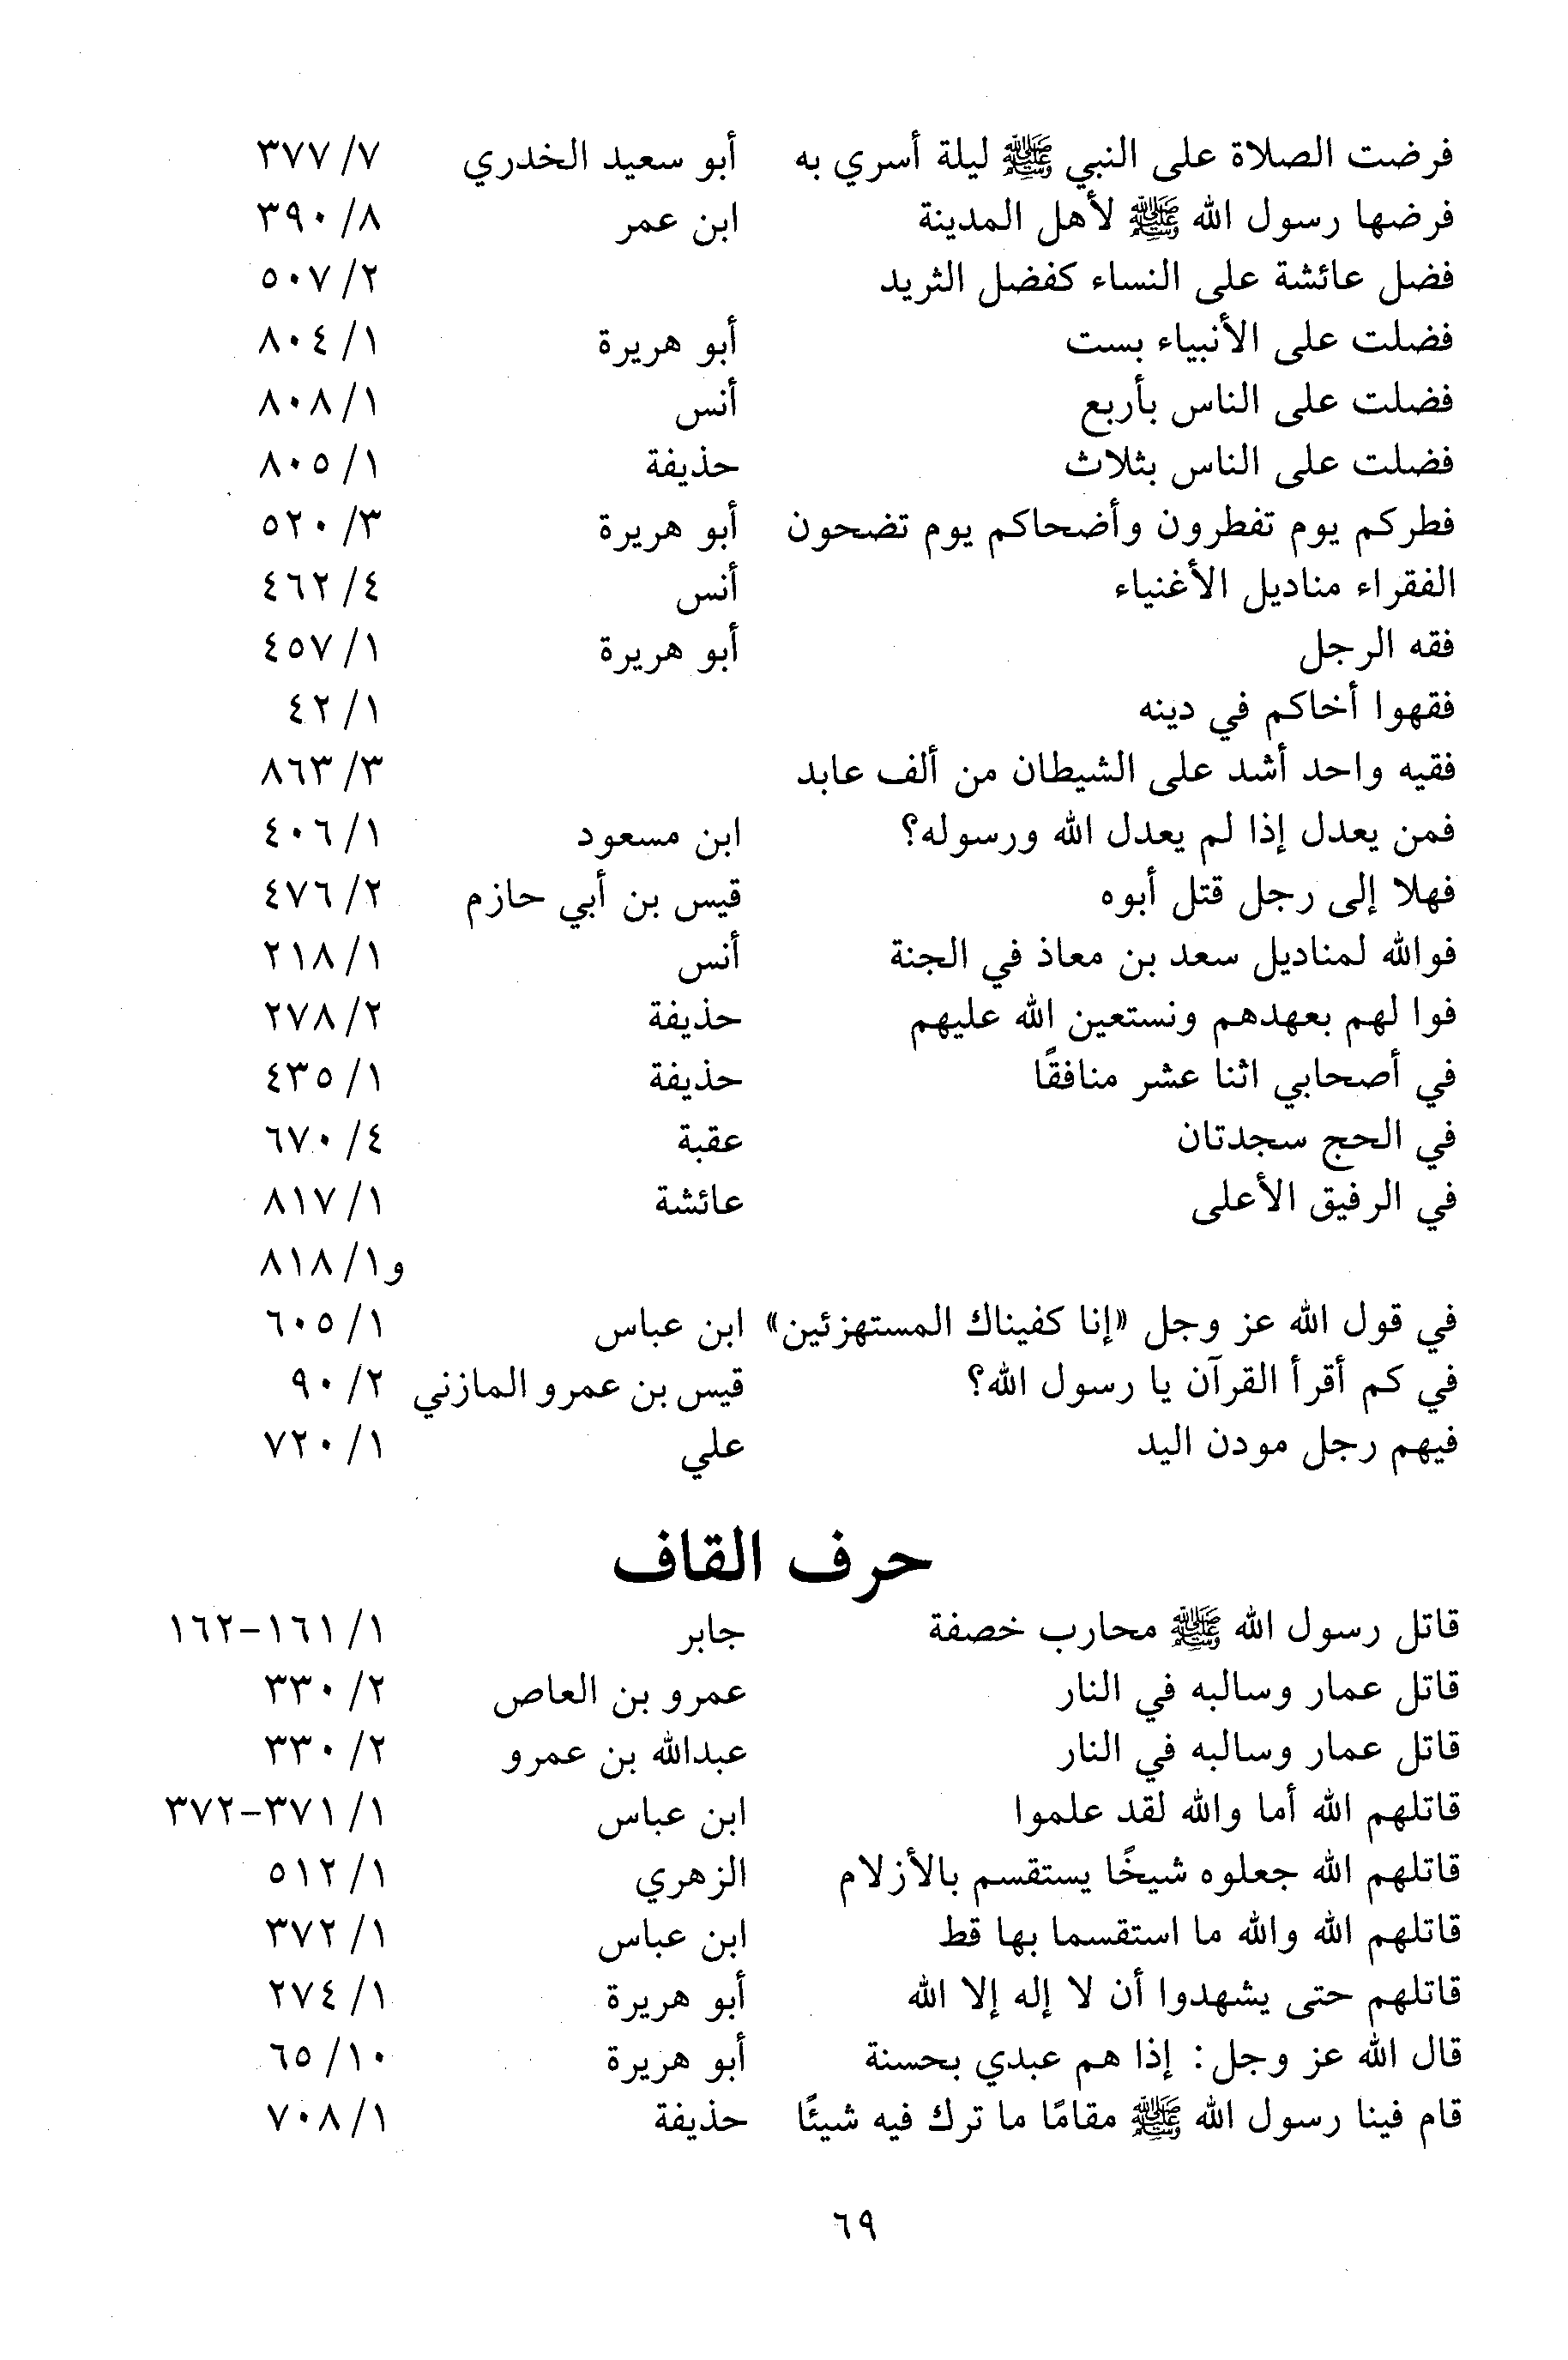 فرضت الصلاة على النبي ﷺ ليلة أسري به أبو سعيد الخدري ٧/ ٣٧٧
فرضها رسول الله ﷺ لأهل المدينة ابن عمر ٨/ ٣٩٠
فضل عائشة على النساء كفضل الثريد ٢/ ٥٠٧
فضلت على الأنبياء بست أبو هريرة ١/ ٨٠٤
فضلت على الناس بأربع أنس ١/ ٨٠٨
فضلت على الناس بثلاث حذيفة ١/ ٨٠٥
فطركم يوم تفطرون وأضحاكم يوم تضحون أبو هريرة ٣/ ٥٢٠
الفقراء مناديل الأغنياء أنس ٤/ ٤٦٢
فقه الرجل أبو هريرة ١/ ٤٥٧
فقهوا أخاكم في دينه ١/ ٤٢
فقيه واحد أشد على الشيطان من ألف عابد ٣/ ٨٦٣
فمن يعدل إذا لم يعدل الله ورسوله؟ ابن مسعود ١/ ٤٠٦
فهلا إلى رجل قتل أبوه قيس بن أبي حازم ٢/ ٤٧٦
فوالله لمناديل سعد بن معاذ في الجنة أنس ١/ ٢١٨
فوا لهم بعهدهم ونستعين الله عليهم حذيفة ٢/ ٢٧٨
في أصحابي اثنا عشر منافقًا حذيفة ١/ ٤٣٥
في الحج سجدتان عقبة ٤/ ٦٧٠
في الرفيق الأعلى عائشة ١/ ٨١٧
و١/ ٨١٨
في قول الله عز وجل «إنا كفيناك المستهزئين» ابن عباس ١/ ٦٠٥
في كم أقرأ القرآن يا رسول الله؟ قيس بن عمرو المازني ٢/ ٩٠
فيهم رجل مودن اليد علي ١/ ٧٢٠
حرف القاف
قاتل رسول الله ﷺ محارب خصفة جابر ١/ ١٦١-١٦٢
قاتل عمار وسالبه في النار عمرو بن العاص ٢/ ٣٣٠
قاتل عمار وسالبه في النار عبدالله بن عمرو ٢/ ٣٣٠
قاتلهم الله أما والله لقد علموا ابن عباس ١/ ٣٧١-٣٧٢
قاتلهم الله جعلوه شيخًا يستقسم بالأزلام الزهري ١/ ٥١٢
قاتلهم الله والله ما استقسما بها قط ابن عباس ١/ ٣٧٢
قاتلهم حتى يشهدوا أن لا إله إلا الله أبو هريرة ١/ ٢٧٤
قال الله عز وجل: إذا هم عبدي بحسنة أبو هريرة ١٠/ ٦٥
قام فينا رسول الله ﷺ مقامًا ما ترك فيه شيئًا حذيفة ١/ ٧٠٨
٦٩